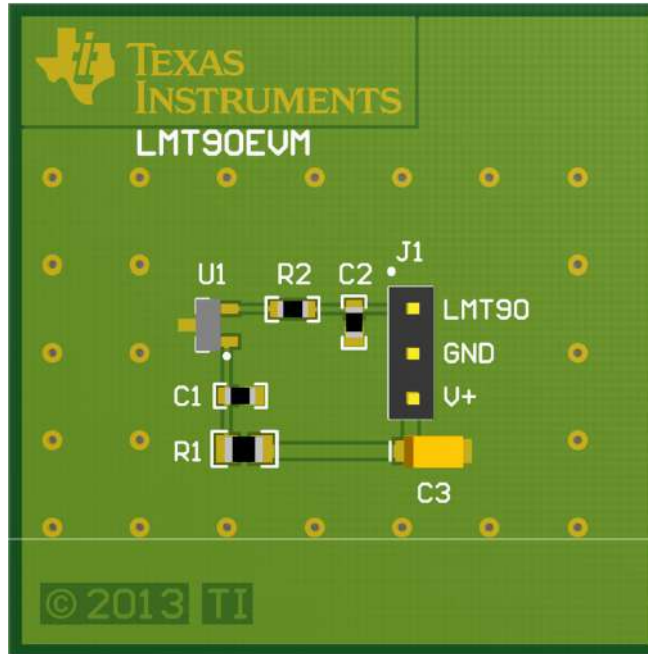 TEXAS
INSTRUMENTS
LMT90EVM
J1
U1 R2 C2
LMT90
GND
C1 V+
R1
C3
© 2013 TI